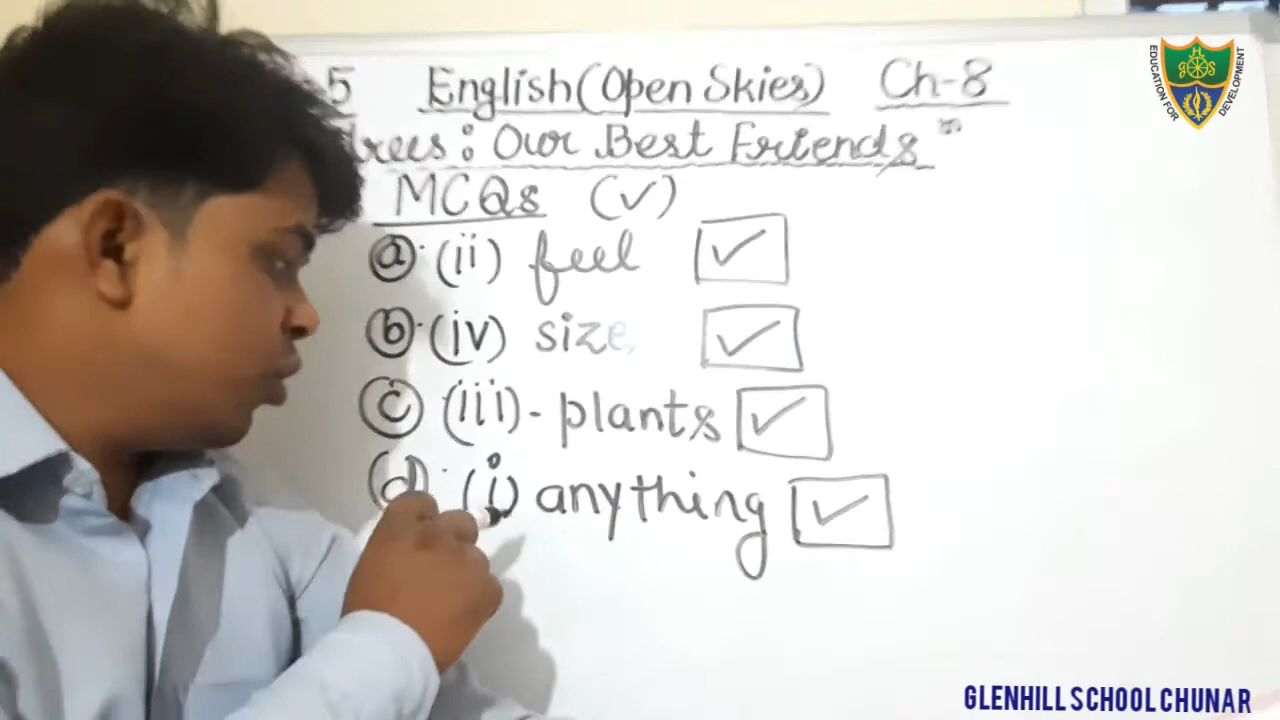 5 English (Open Skies) Ch-8
Trees: Our Best Friends"
MCQs (✓)
(a). (ii) feel ✓
(b). (iv) size, ✓
(c) (iii)- plants ✓
(d). (i) anything ✓
EDUCATION FOR DEVELOPMENT
GHS
GLENHILL SCHOOL CHUNAR